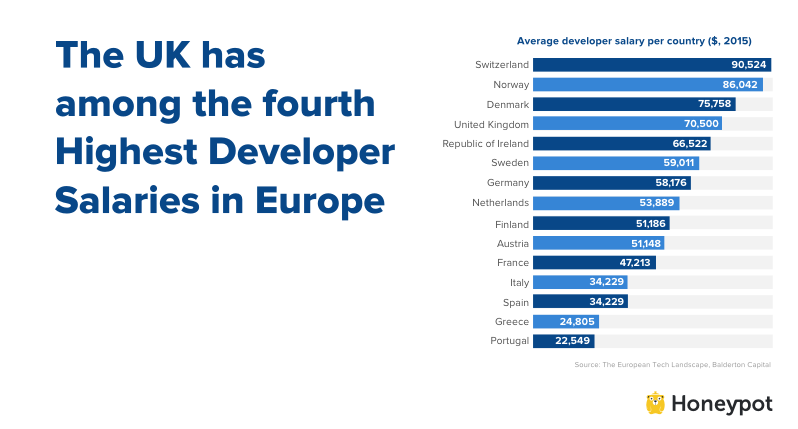 The UK has
among the fourth
Highest Developer
Salaries in Europe
Average developer salary per country ($, 2015)
Switzerland 90,524
Norway 86,042
Denmark 75,758
United Kingdom 70,500
Republic of Ireland 66,522
Sweden 59,011
Germany 58,176
Netherlands 53,889
Finland 51,186
Austria 51,148
France 47,213
Italy 34,229
Spain 34,229
Greece 24,805
Portugal 22,549
Source: The European Tech Landscape, Balderton Capital
Honeypot